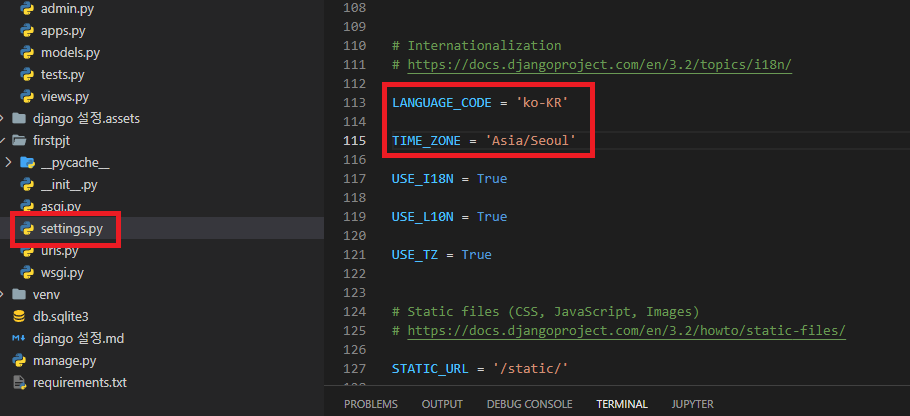 admin.py
apps.py
models.py
tests.py
views.py
django 설정.assets
firstpjt
__pycache__
__init__.py
asgi.py
settings.py
urls.py
wsgi.py
venv
db.sqlite3
django 설정.md
manage.py
requirements.txt
108
109
110 # Internationalization
111 # https://docs.djangoproject.com/en/3.2/topics/i18n/
112
113 LANGUAGE_CODE = 'ko-KR'
114
115 TIME_ZONE = 'Asia/Seoul'
116
117 USE_I18N = True
118
119 USE_L10N = True
120
121 USE_TZ = True
122
123
124 # Static files (CSS, JavaScript, Images)
125 # https://docs.djangoproject.com/en/3.2/howto/static-files/
126
127 STATIC_URL = '/static/'
128
PROBLEMS OUTPUT DEBUG CONSOLE TERMINAL JUPYTER